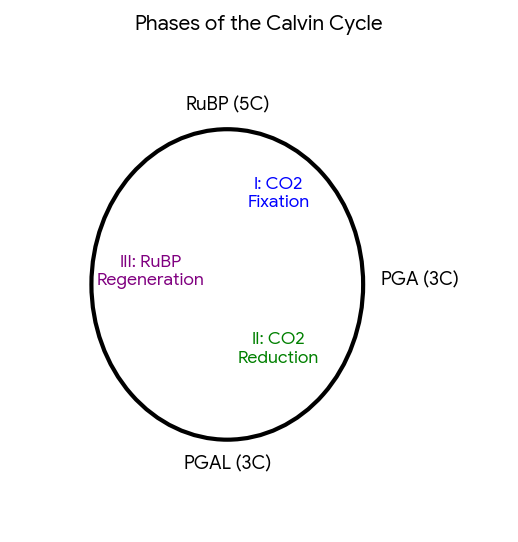 Phases of the Calvin Cycle
RuBP (5C)
I: CO2
Fixation
III: RuBP
Regeneration
PGA (3C)
II: CO2
Reduction
PGAL (3C)